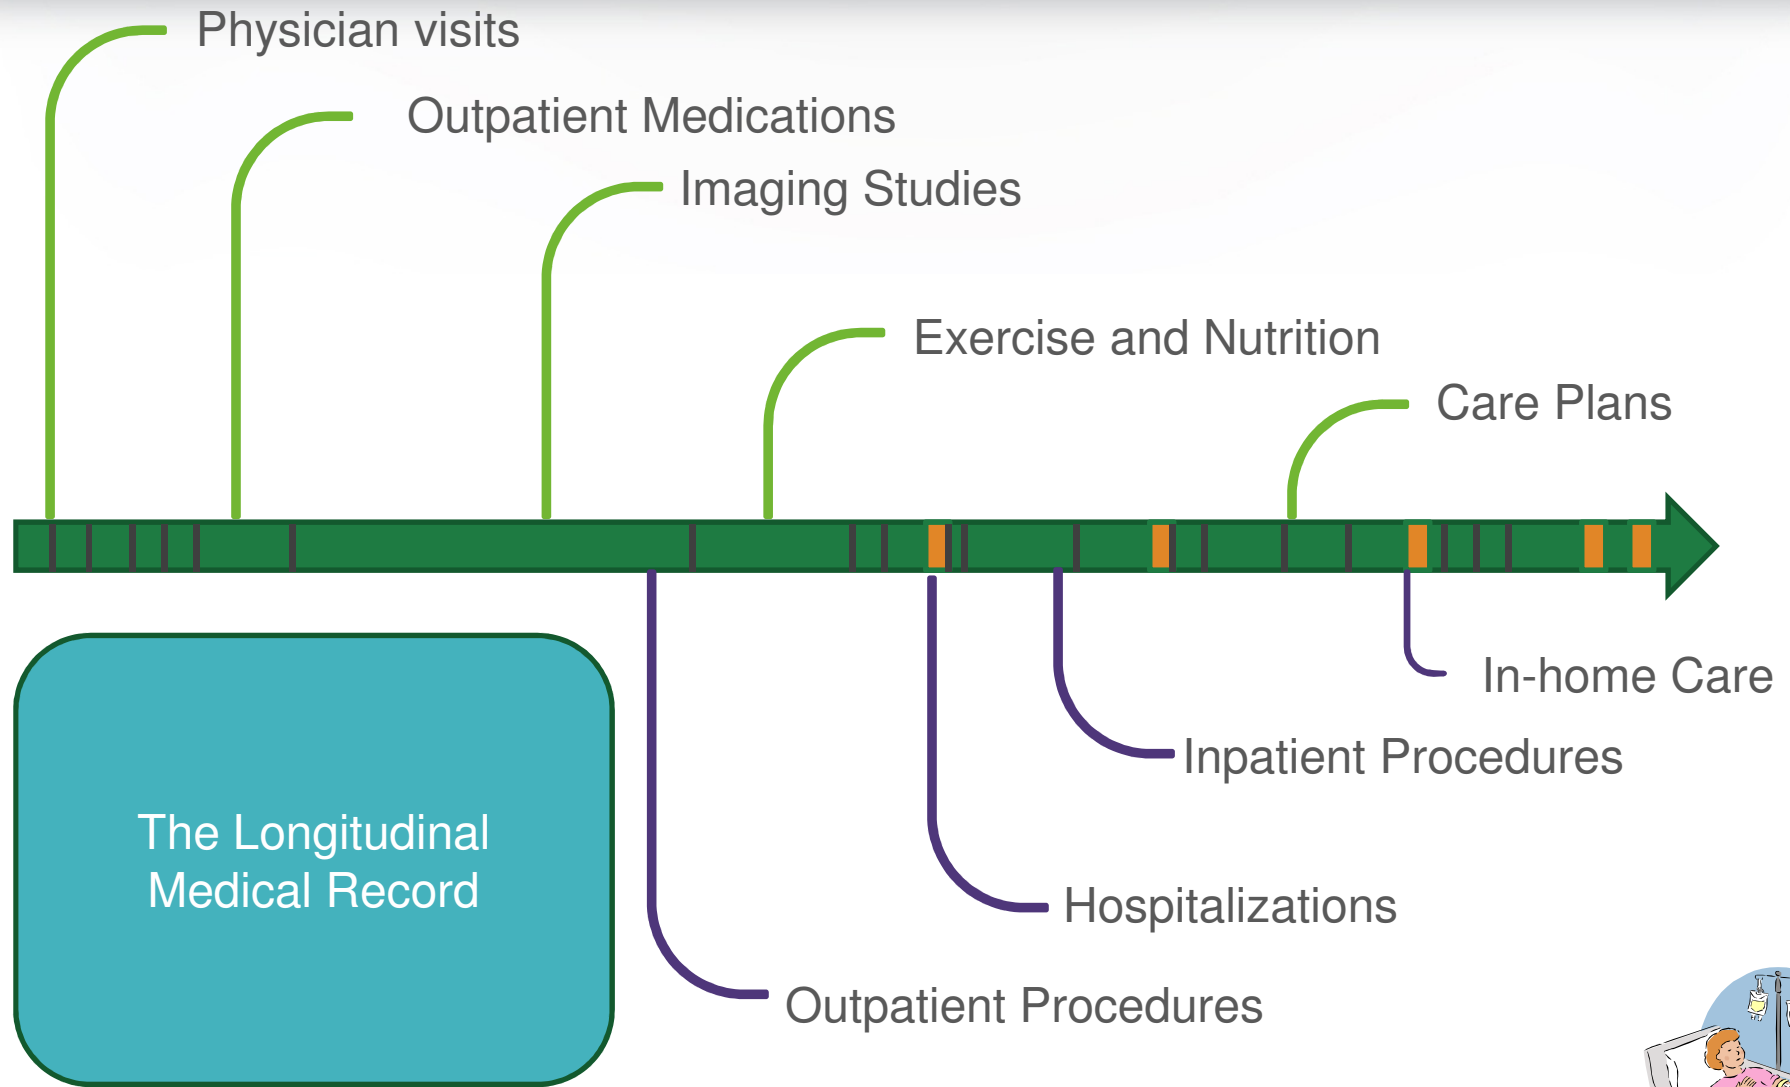 Physician visits
Outpatient Medications
Imaging Studies
Exercise and Nutrition
Care Plans
In-home Care
Inpatient Procedures
The Longitudinal
Medical Record
Hospitalizations
Outpatient Procedures